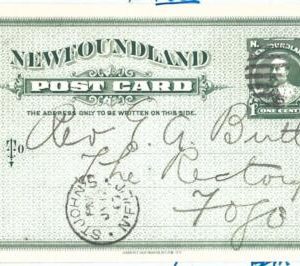 NEWFOUNDLAND
POST CARD
THE ADDRESS ONLY TO BE WRITTEN ON THIS SIDE.
ONE CENT
TO
Rev J. A. Butt
The Rectory
Fogo
ST. JOHN'S
N'F'L'D